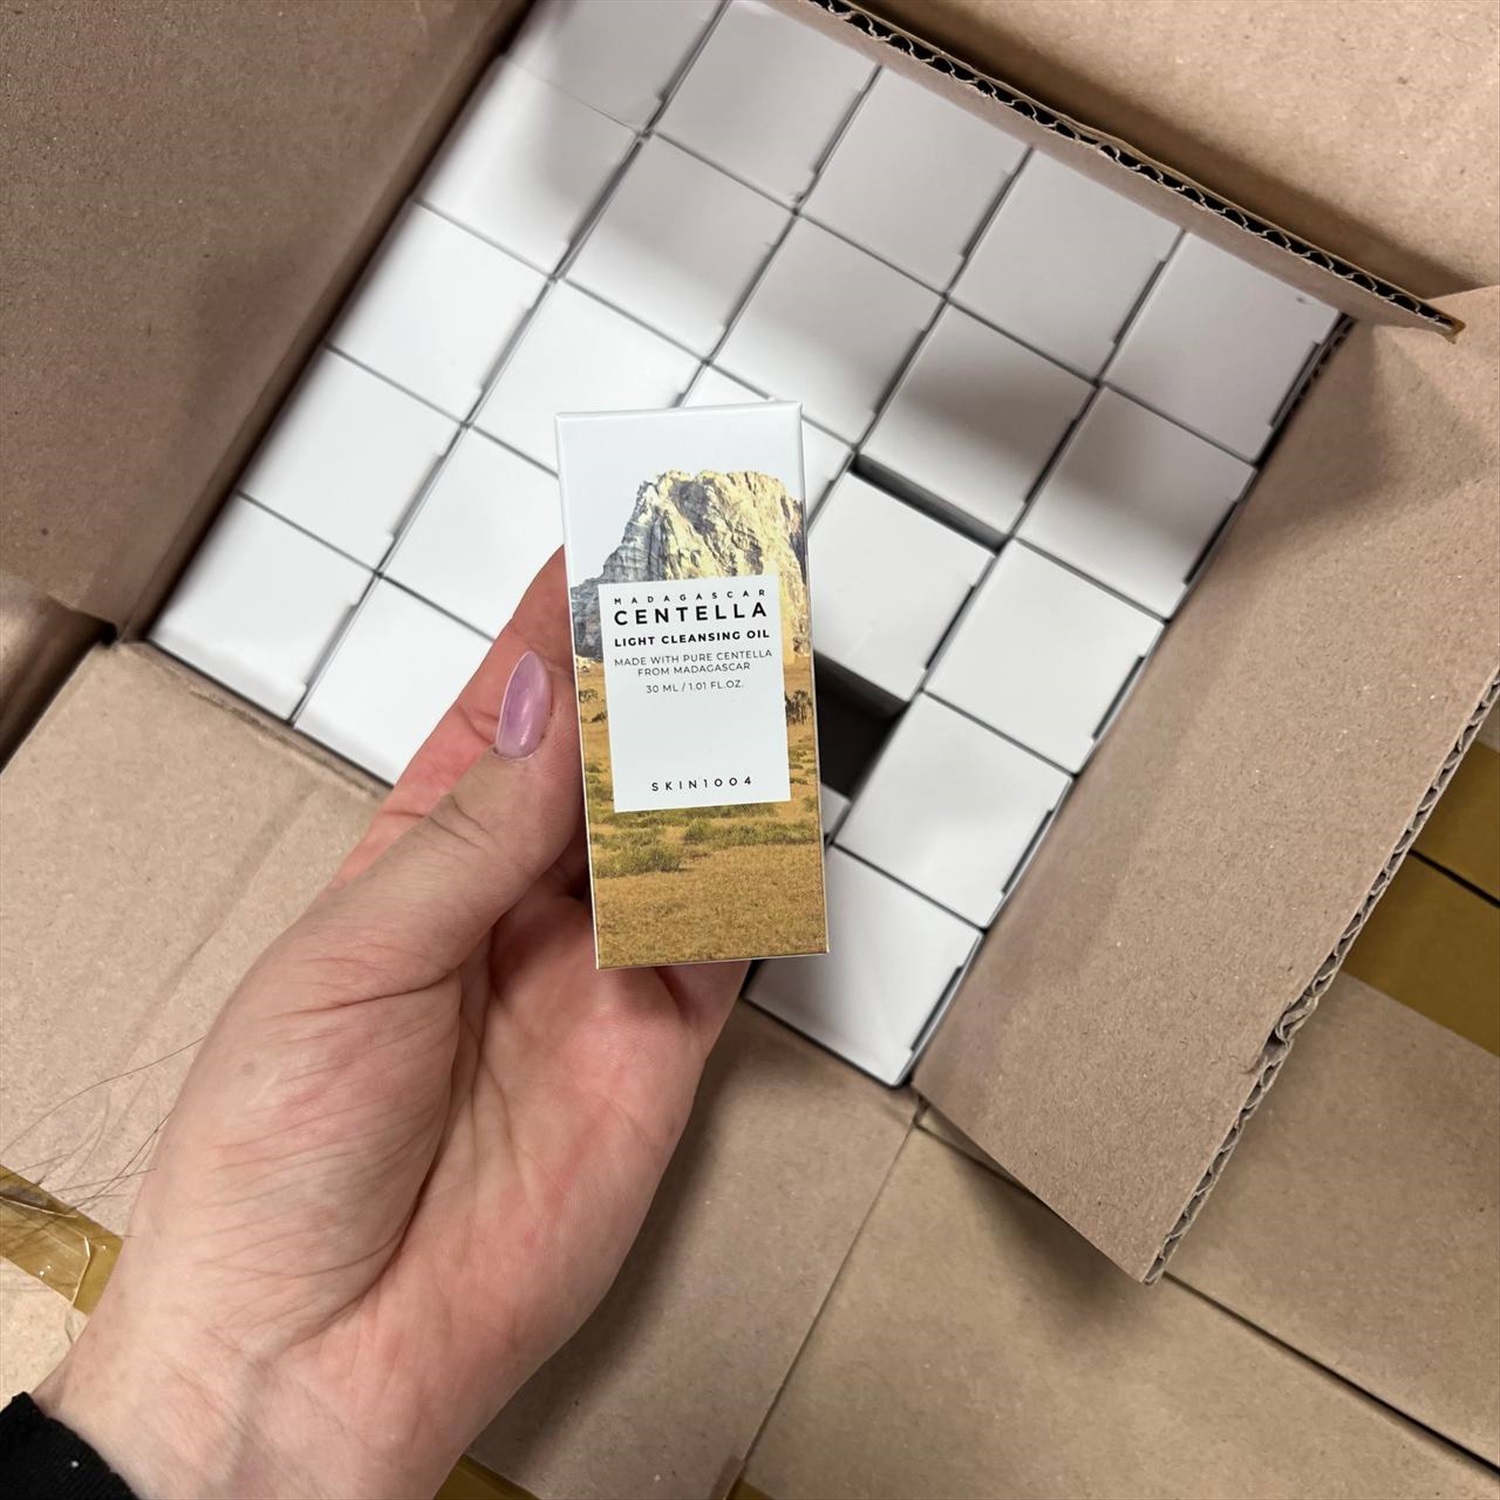 MADAGASCAR
CENTELLA
LIGHT CLEANSING OIL
MADE WITH PURE CENTELLA
FROM MADAGASCAR
30 ML / 1.01 FL.OZ.
SKIN1004